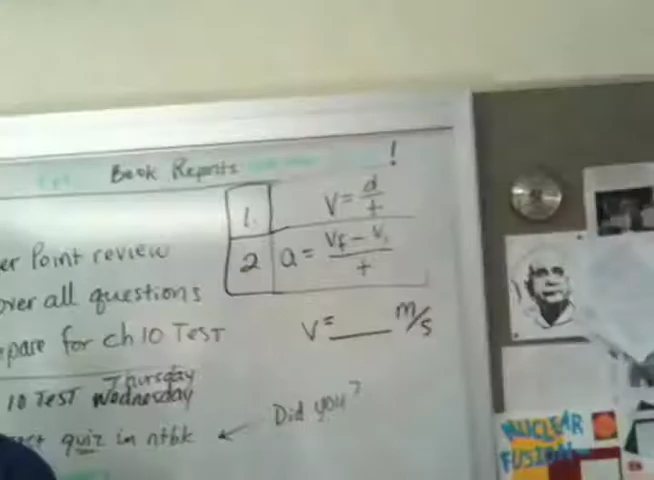 Book Reports !
1. V = d/t
2 a = Vf - Vi / t
er Point review
over all questions
V = ___ m/s
epare for ch 10 TEST
Thursday
10 TEST Wednesday
Did you?
quiz in ntbk ←
NUCLEAR
FUSION